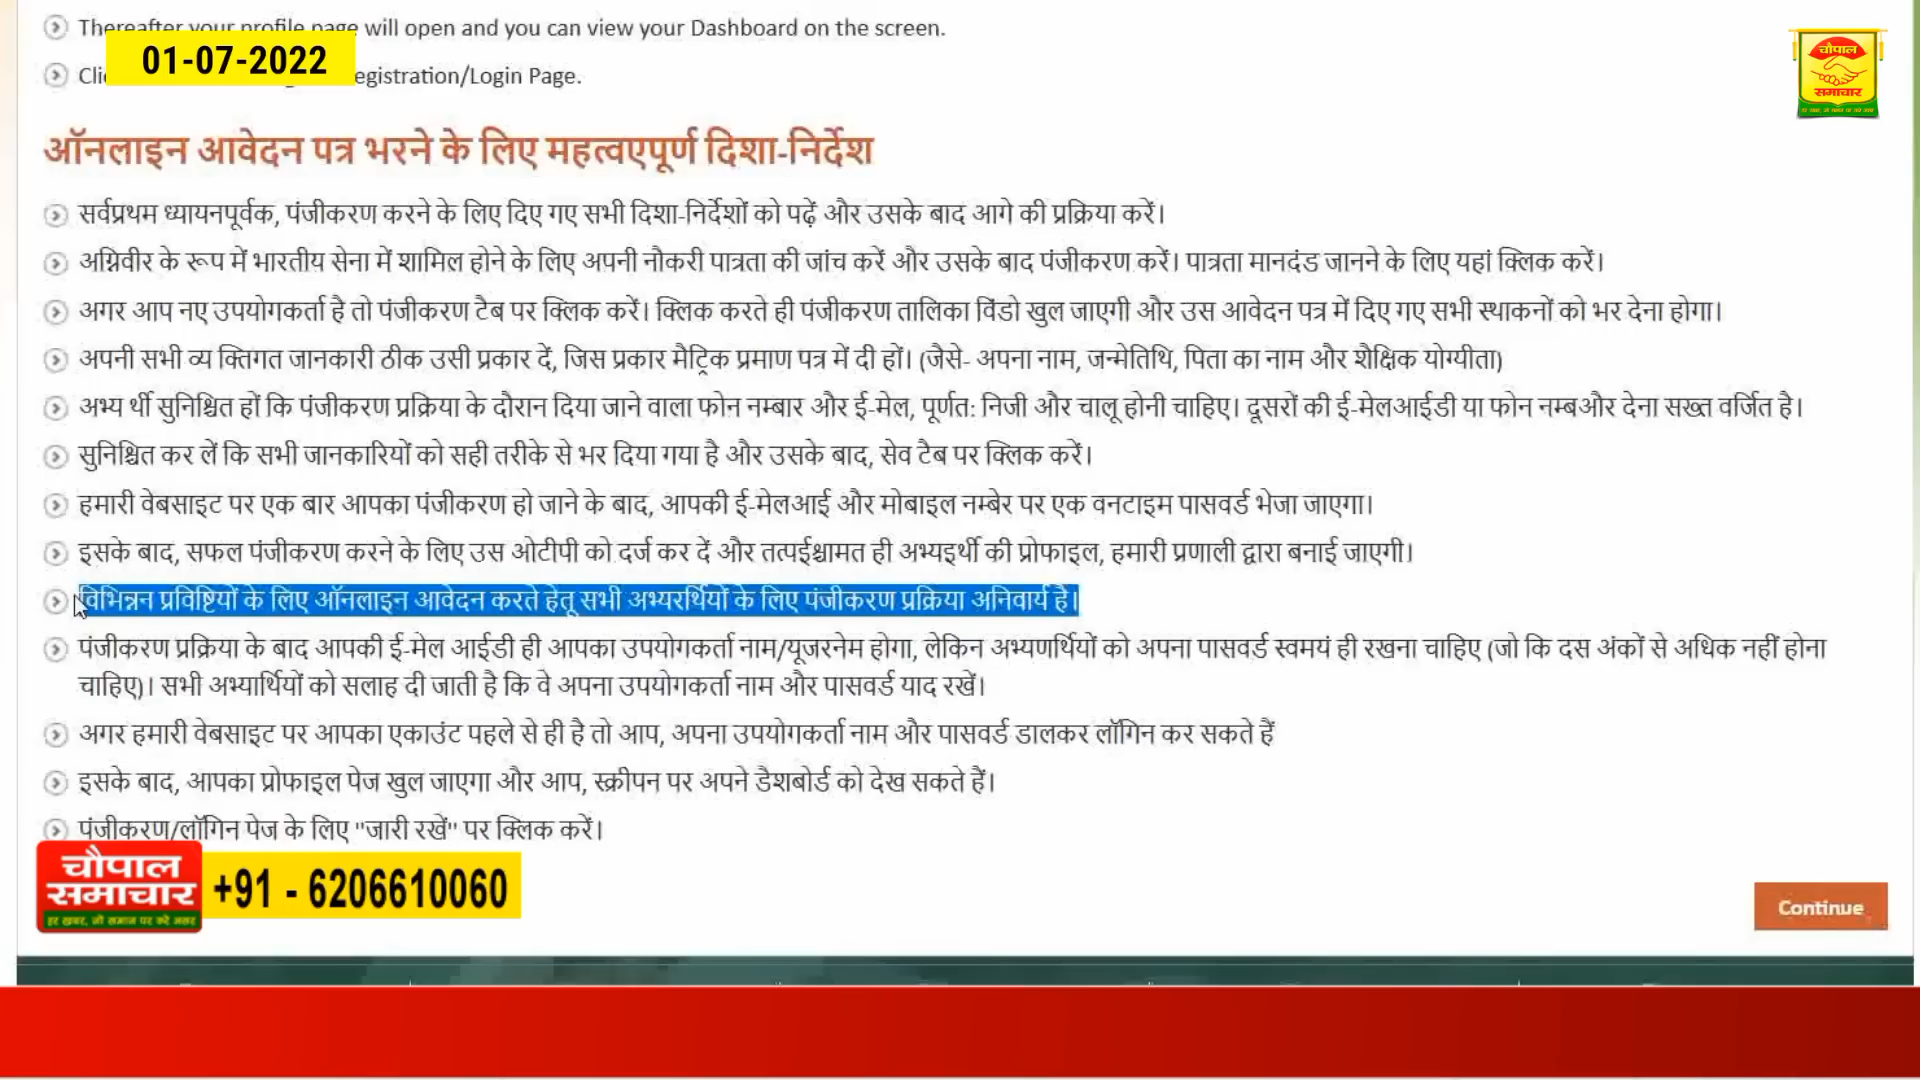 Thereafter your profile page will open and you can view your Dashboard on the screen.
01-07-2022
egistration/Login Page.
चौपाल
समाचार
ऑनलाइन आवेदन पत्र भरने के लिए महत्वएपूर्ण दिशा-निर्देश
सर्वप्रथम ध्यायनपूर्वक, पंजीकरण करने के लिए दिए गए सभी दिशा-निर्देशों को पढ़ें और उसके बाद आगे की प्रक्रिया करें।
अग्निवीर के रूप में भारतीय सेना में शामिल होने के लिए अपनी नौकरी पात्रता की जांच करें और उसके बाद पंजीकरण करें। पात्रता मानदंड जानने के लिए यहां क्लिक करें।
अगर आप नए उपयोगकर्ता है तो पंजीकरण टैब पर क्लिक करें। क्लिक करते ही पंजीकरण तालिका विंडो खुल जाएगी और उस आवेदन पत्र में दिए गए सभी स्थाकनों को भर देना होगा।
अपनी सभी व्य क्तिगत जानकारी ठीक उसी प्रकार दें, जिस प्रकार मैट्रिक प्रमाण पत्र में दी हों। (जैसे- अपना नाम, जन्मेतिथि, पिता का नाम और शैक्षिक योग्यीता)
अभ्य र्थी सुनिश्चित हों कि पंजीकरण प्रक्रिया के दौरान दिया जाने वाला फोन नम्बार और ई-मेल, पूर्णत: निजी और चालू होनी चाहिए। दूसरों की ई-मेलआईडी या फोन नम्बऔर देना सख्त वर्जित है।
सुनिश्चित कर लें कि सभी जानकारियों को सही तरीके से भर दिया गया है और उसके बाद, सेव टैब पर क्लिक करें।
हमारी वेबसाइट पर एक बार आपका पंजीकरण हो जाने के बाद, आपकी ई-मेलआई और मोबाइल नम्बेर पर एक वनटाइम पासवर्ड भेजा जाएगा।
इसके बाद, सफल पंजीकरण करने के लिए उस ओटीपी को दर्ज कर दें और तत्पईश्चामत ही अभ्यइर्थी की प्रोफाइल, हमारी प्रणाली द्वारा बनाई जाएगी।
विभिन्नन प्रविष्टियों के लिए ऑनलाइन आवेदन करते हेतू सभी अभ्यरर्थियों के लिए पंजीकरण प्रक्रिया अनिवार्य है।
पंजीकरण प्रक्रिया के बाद आपकी ई-मेल आईडी ही आपका उपयोगकर्ता नाम/यूजरनेम होगा, लेकिन अभ्यणर्थियों को अपना पासवर्ड स्वमयं ही रखना चाहिए (जो कि दस अंकों से अधिक नहीं होना
चाहिए)। सभी अभ्यार्थियों को सलाह दी जाती है कि वे अपना उपयोगकर्ता नाम और पासवर्ड याद रखें।
अगर हमारी वेबसाइट पर आपका एकाउंट पहले से ही है तो आप, अपना उपयोगकर्ता नाम और पासवर्ड डालकर लॉगिन कर सकते हैं
इसके बाद, आपका प्रोफाइल पेज खुल जाएगा और आप, स्क्रीपन पर अपने डैशबोर्ड को देख सकते हैं।
पंजीकरण/लॉगिन पेज के लिए "जारी रखें" पर क्लिक करें।
चौपाल
समाचार
हर खबर, जो समाज पर करे असर
+91 - 6206610060
Continue